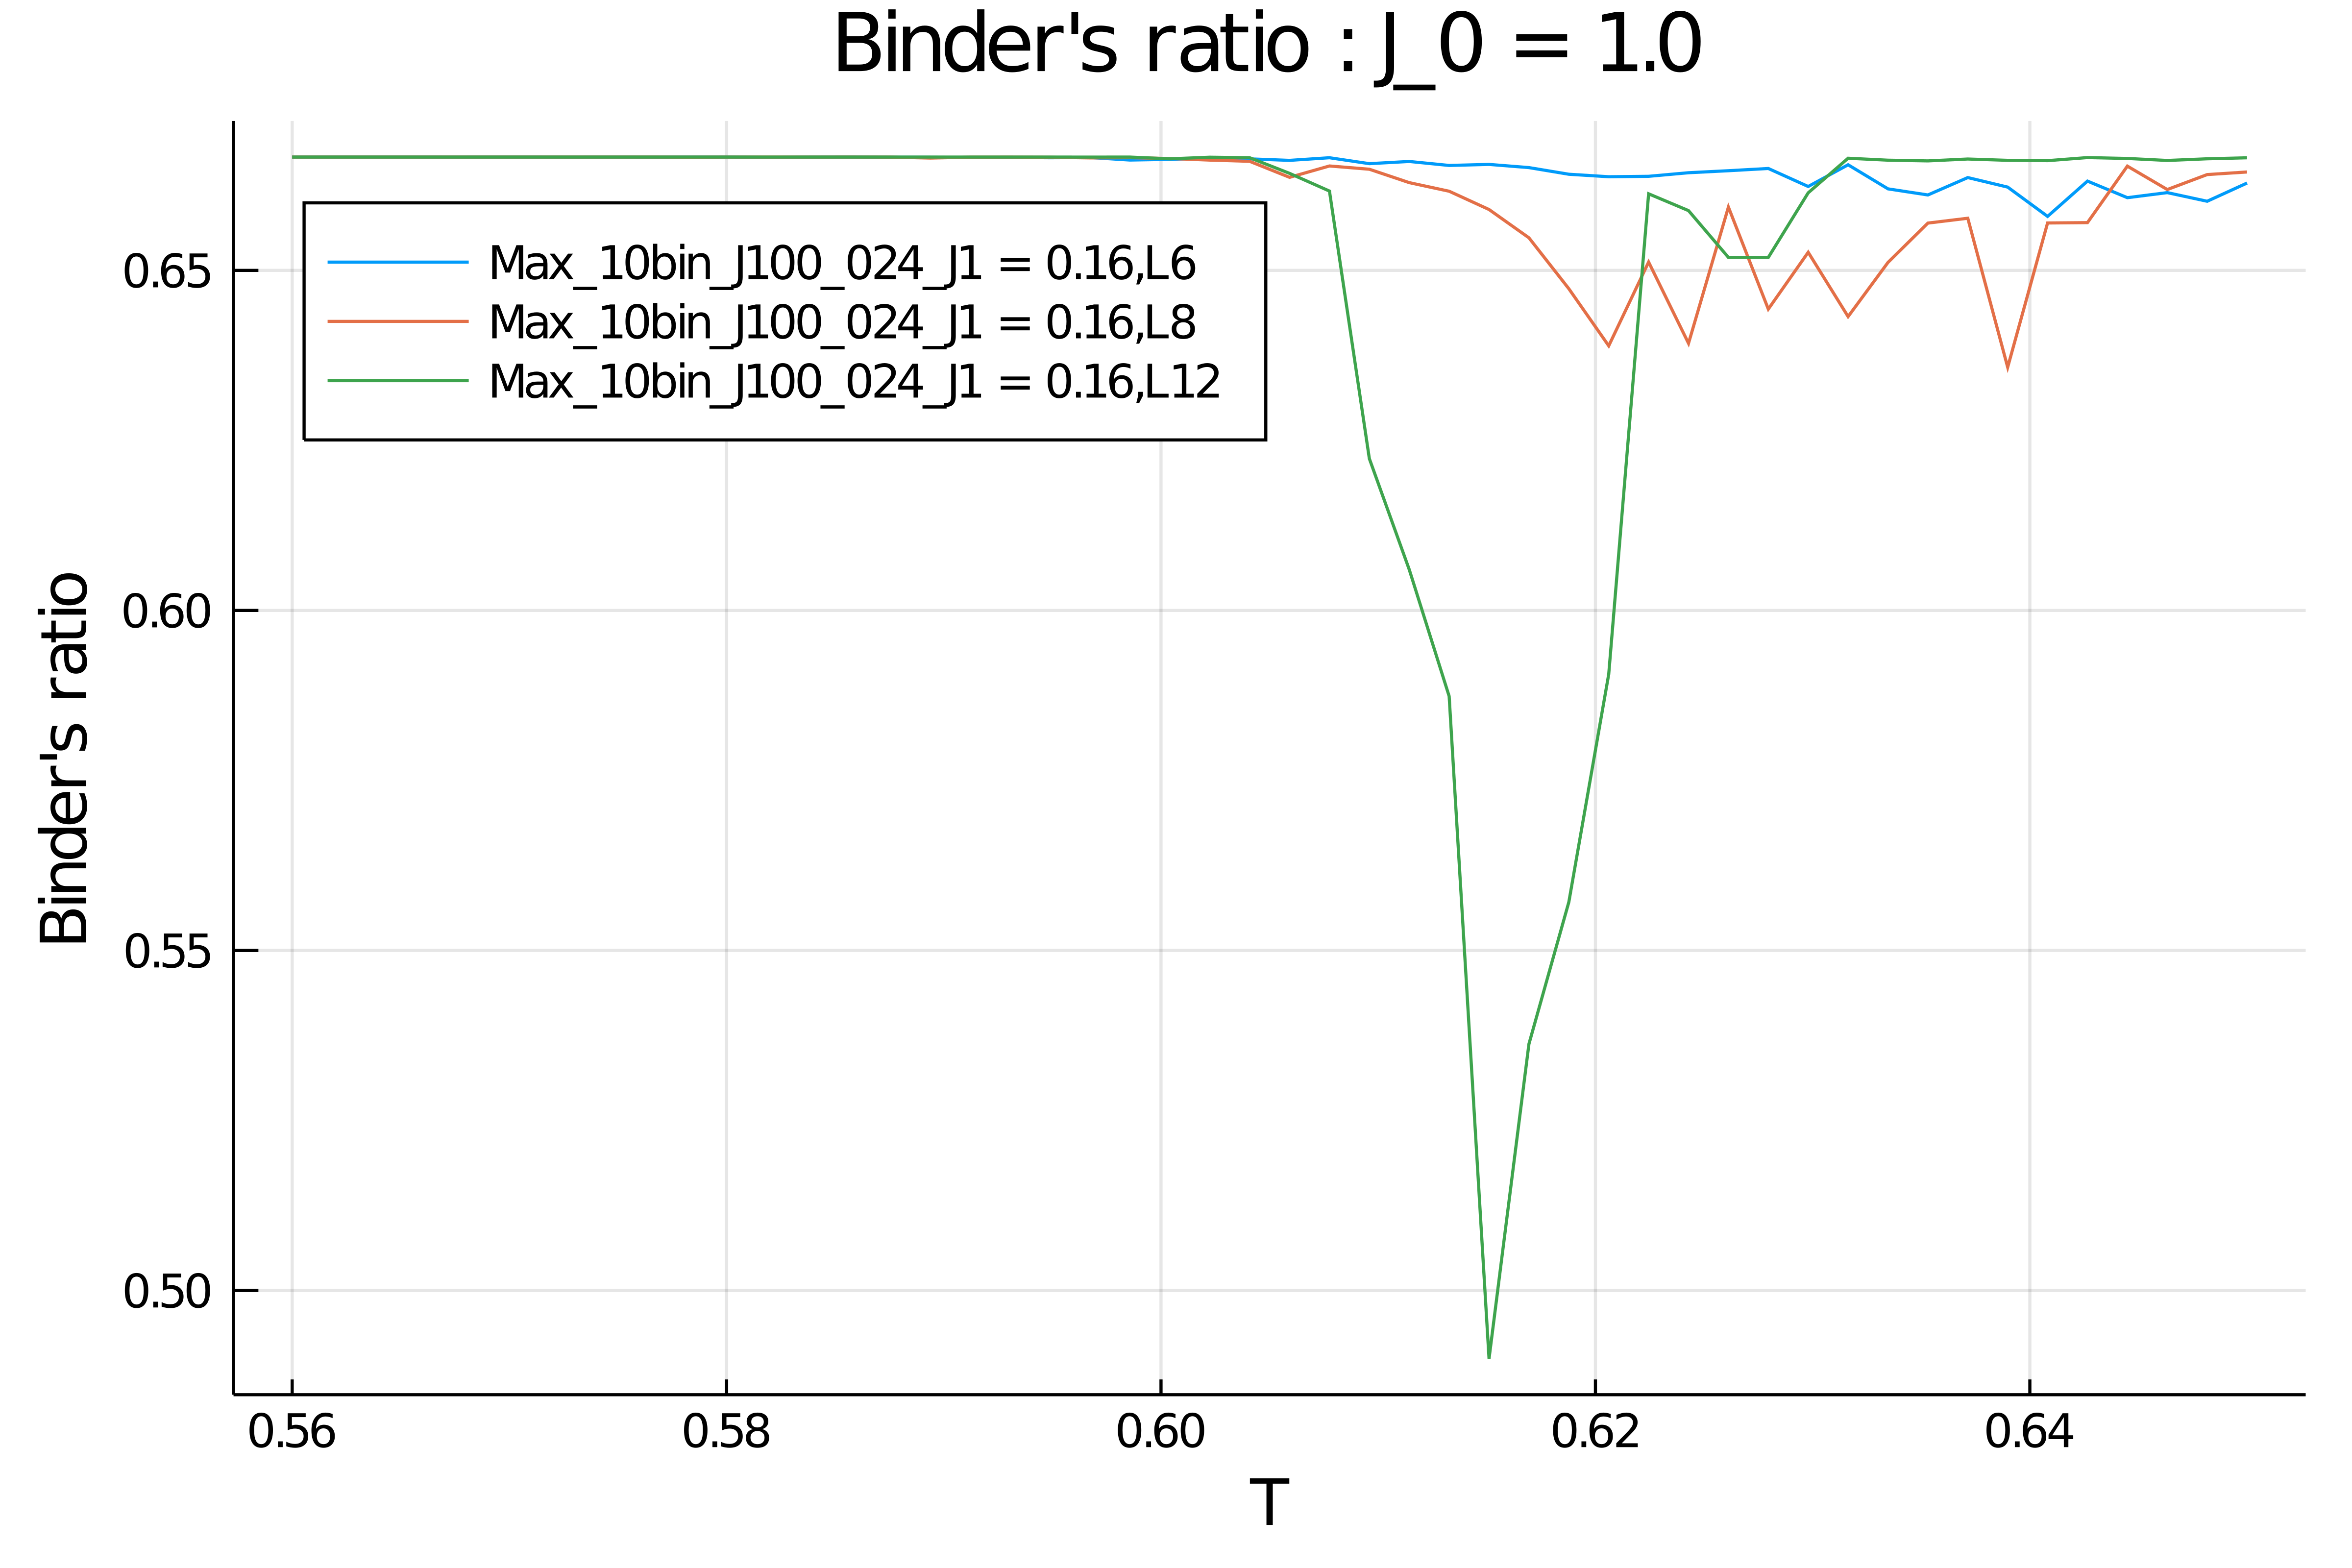 Binder's ratio : J_0 = 1.0
Binder's ratio
0.65
0.60
0.55
0.50
Max_10bin_J100_024_J1 = 0.16,L6
Max_10bin_J100_024_J1 = 0.16,L8
Max_10bin_J100_024_J1 = 0.16,L12
0.56 0.58 0.60 0.62 0.64
T